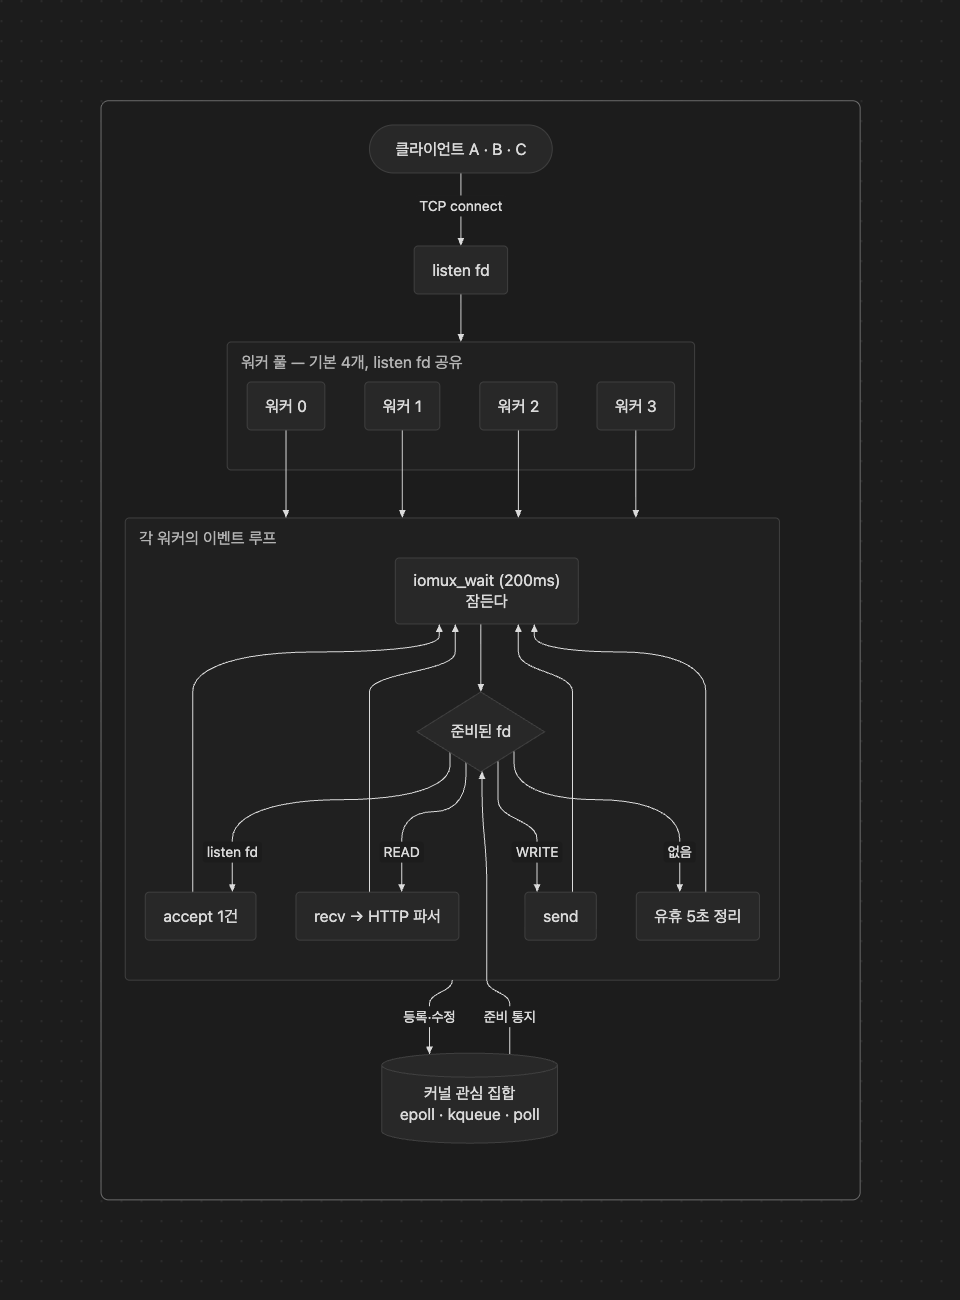 클라이언트 A · B · C
TCP connect
listen fd
워커 풀 — 기본 4개, listen fd 공유
워커 0
워커 1
워커 2
워커 3
각 워커의 이벤트 루프
iomux_wait (200ms)
잠든다
준비된 fd
listen fd
READ
WRITE
없음
accept 1건
recv → HTTP 파서
send
유휴 5초 정리
등록·수정
준비 통지
커널 관심 집합
epoll · kqueue · poll